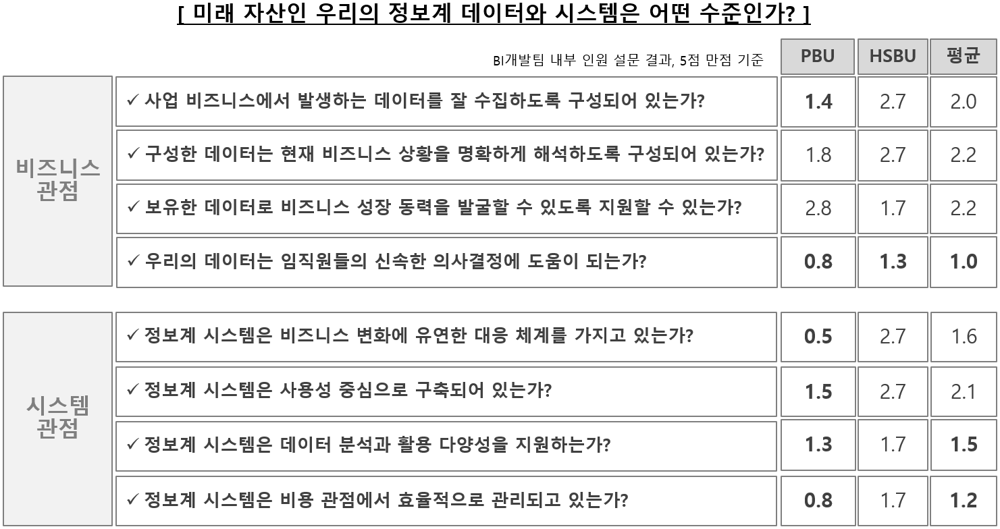 [ 미래 자산인 우리의 정보계 데이터와 시스템은 어떤 수준인가? ]
BI개발팀 내부 인원 설문 결과, 5점 만점 기준 PBU HSBU 평균
비즈니스
관점
✓ 사업 비즈니스에서 발생하는 데이터를 잘 수집하도록 구성되어 있는가? 1.4 2.7 2.0
✓ 구성한 데이터는 현재 비즈니스 상황을 명확하게 해석하도록 구성되어 있는가? 1.8 2.7 2.2
✓ 보유한 데이터로 비즈니스 성장 동력을 발굴할 수 있도록 지원할 수 있는가? 2.8 1.7 2.2
✓ 우리의 데이터는 임직원들의 신속한 의사결정에 도움이 되는가? 0.8 1.3 1.0
시스템
관점
✓ 정보계 시스템은 비즈니스 변화에 유연한 대응 체계를 가지고 있는가? 0.5 2.7 1.6
✓ 정보계 시스템은 사용성 중심으로 구축되어 있는가? 1.5 2.7 2.1
✓ 정보계 시스템은 데이터 분석과 활용 다양성을 지원하는가? 1.3 1.7 1.5
✓ 정보계 시스템은 비용 관점에서 효율적으로 관리되고 있는가? 0.8 1.7 1.2